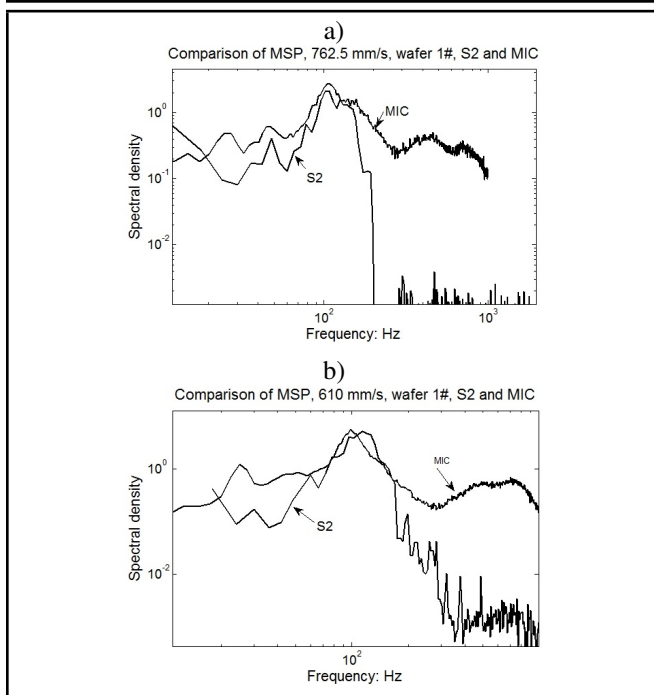 a)
Comparison of MSP, 762.5 mm/s, wafer 1#, S2 and MIC
Spectral density
10^0
10^-1
10^-2
MIC
S2
10^2
10^3
Frequency: Hz
b)
Comparison of MSP, 610 mm/s, wafer 1#, S2 and MIC
Spectral density
10^0
10^-2
MIC
S2
10^2
Frequency: Hz